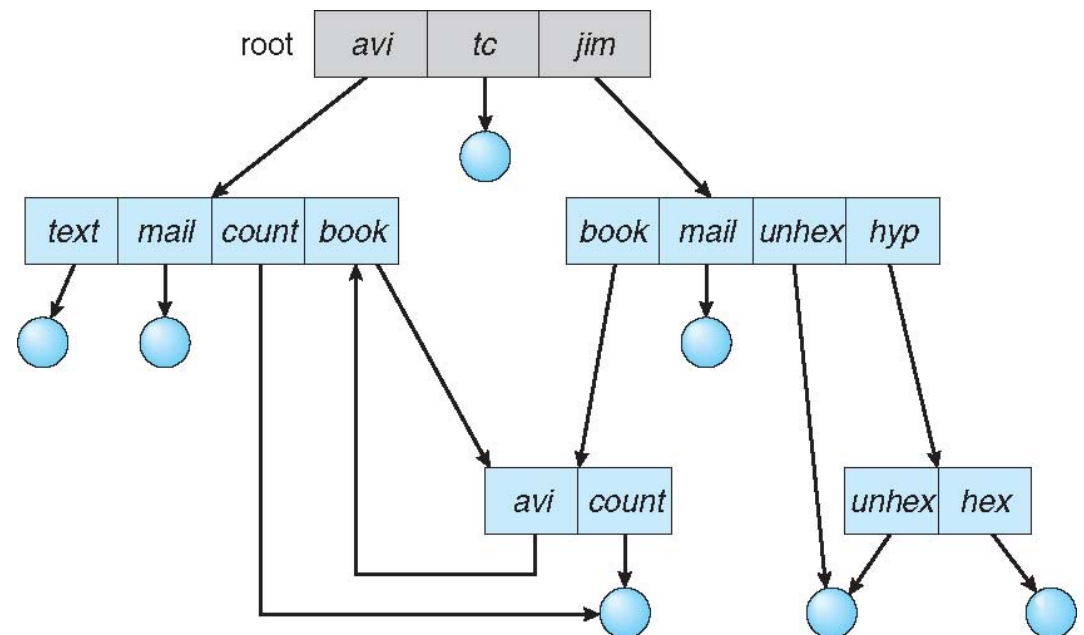 root avi tc jim
text mail count book
book mail unhex hyp
avi count
unhex hex